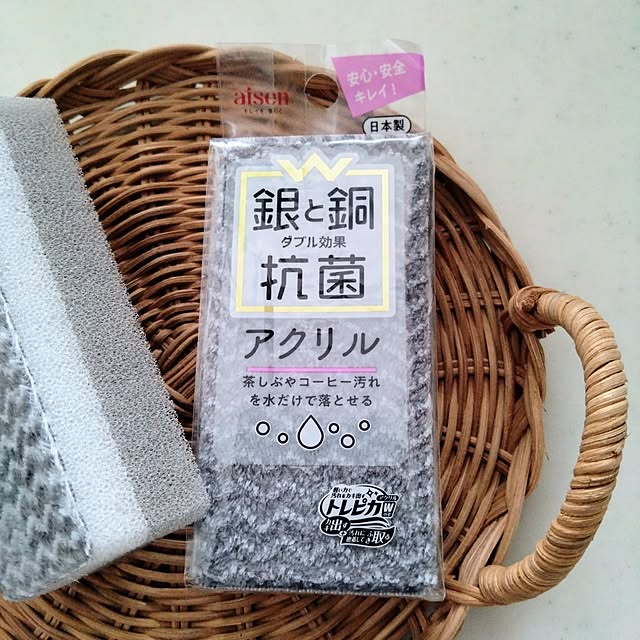 aisen
安心・安全
キレイ！
日本製
W
銀と銅
ダブル効果
抗菌
アクリル
茶しぶやコーヒー汚れ
を水だけで落とせる
トレピカW